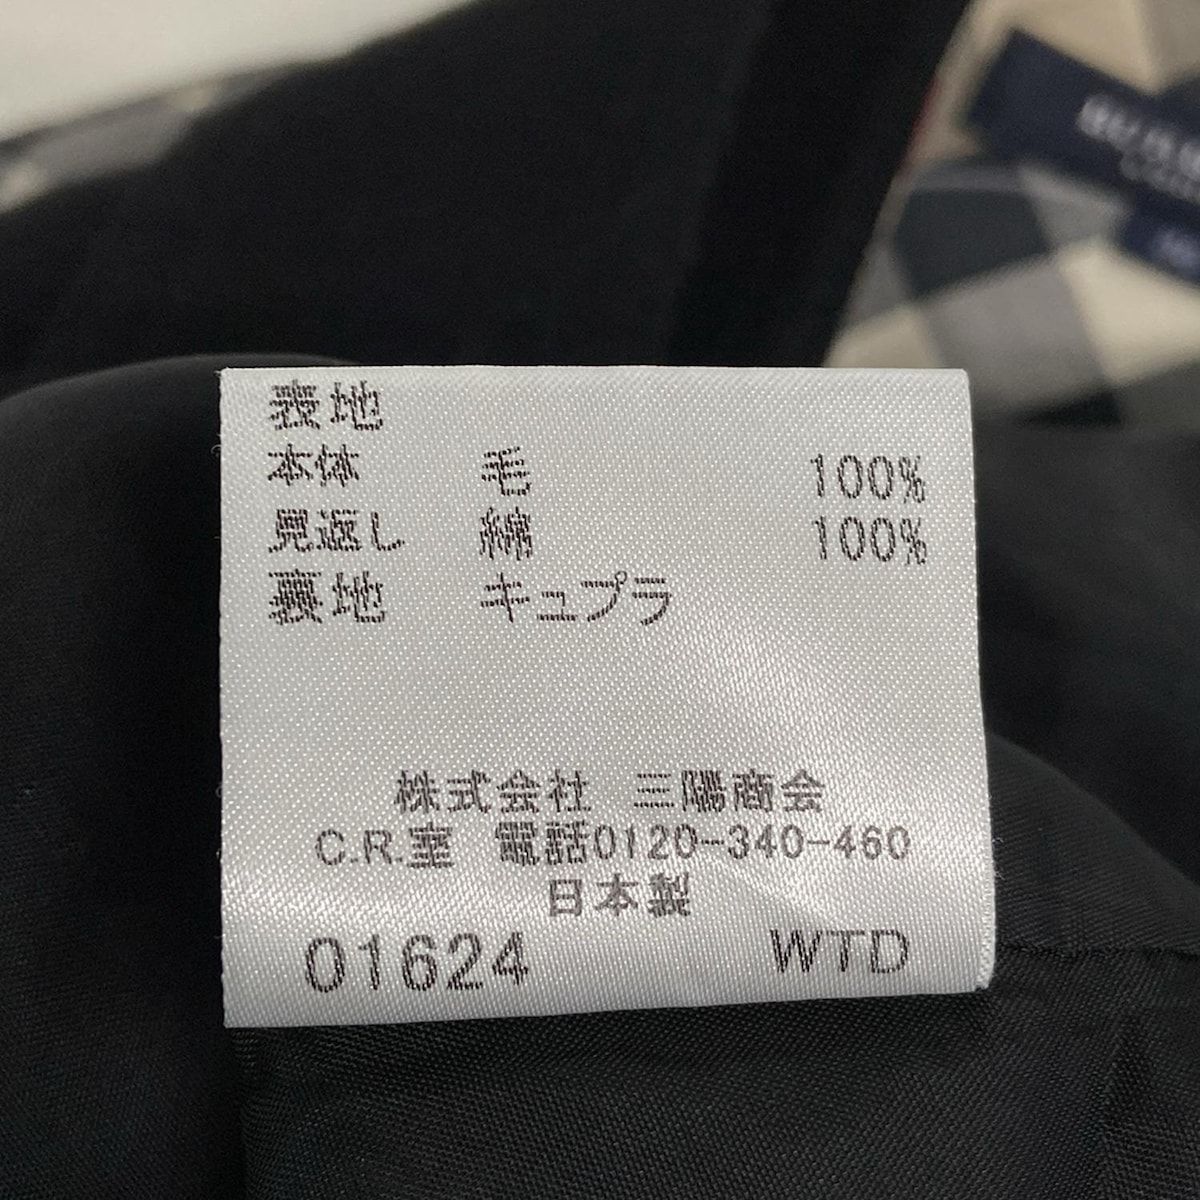 表地
本体 毛 100%
見返し 綿 100%
裏地 キュプラ
株式会社 三陽商会
C.R.室 電話0120-340-460
日本製
01624 WTD